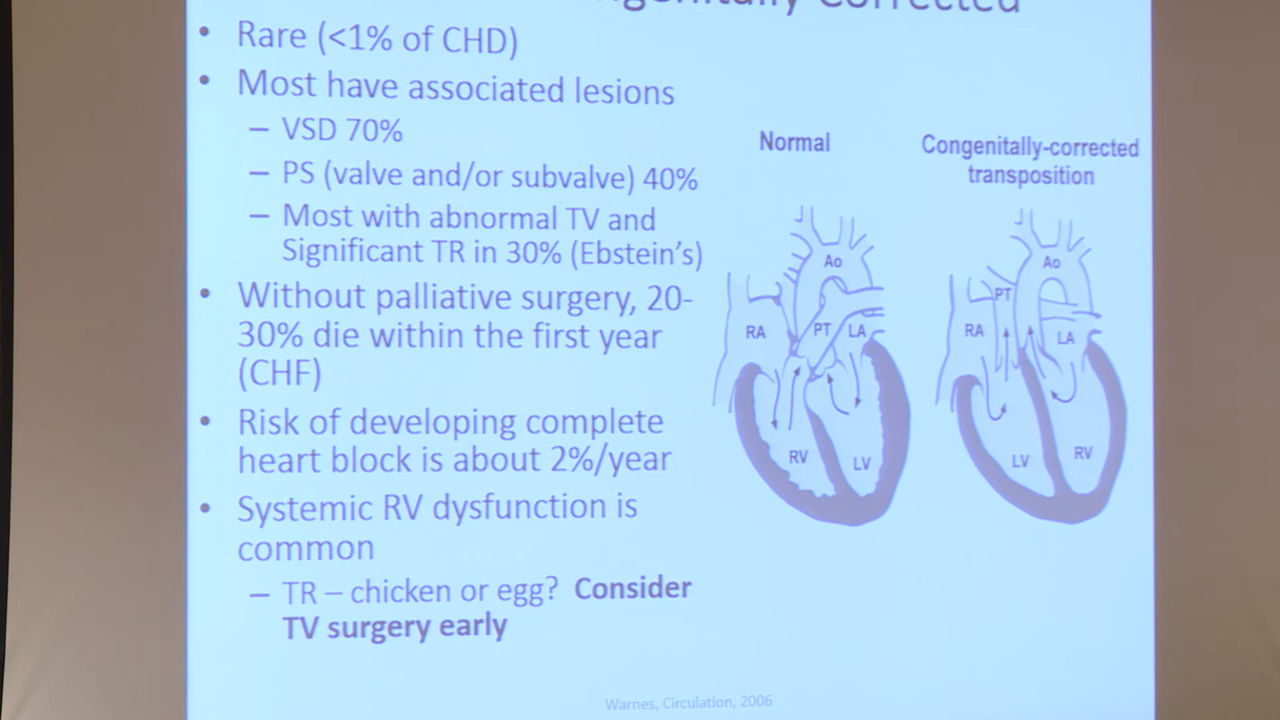 Congenitally Corrected
• Rare (<1% of CHD)
• Most have associated lesions
– VSD 70%
– PS (valve and/or subvalve) 40%
– Most with abnormal TV and
Significant TR in 30% (Ebstein's)
• Without palliative surgery, 20-
30% die within the first year
(CHF)
• Risk of developing complete
heart block is about 2%/year
• Systemic RV dysfunction is
common
– TR – chicken or egg? Consider
TV surgery early
Normal
Ao
RA
PT
LA
RV
LV
Congenitally-corrected
transposition
Ao
PT
RA
LA
LV
RV
Warnes, Circulation, 2006